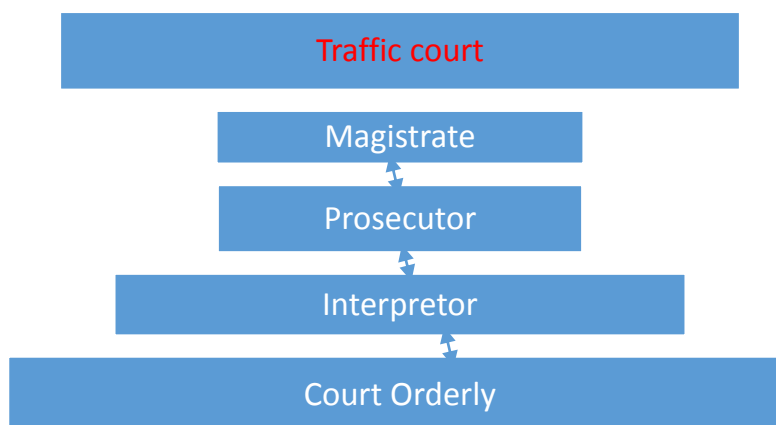 Traffic court
Magistrate
Prosecutor
Interpretor
Court Orderly